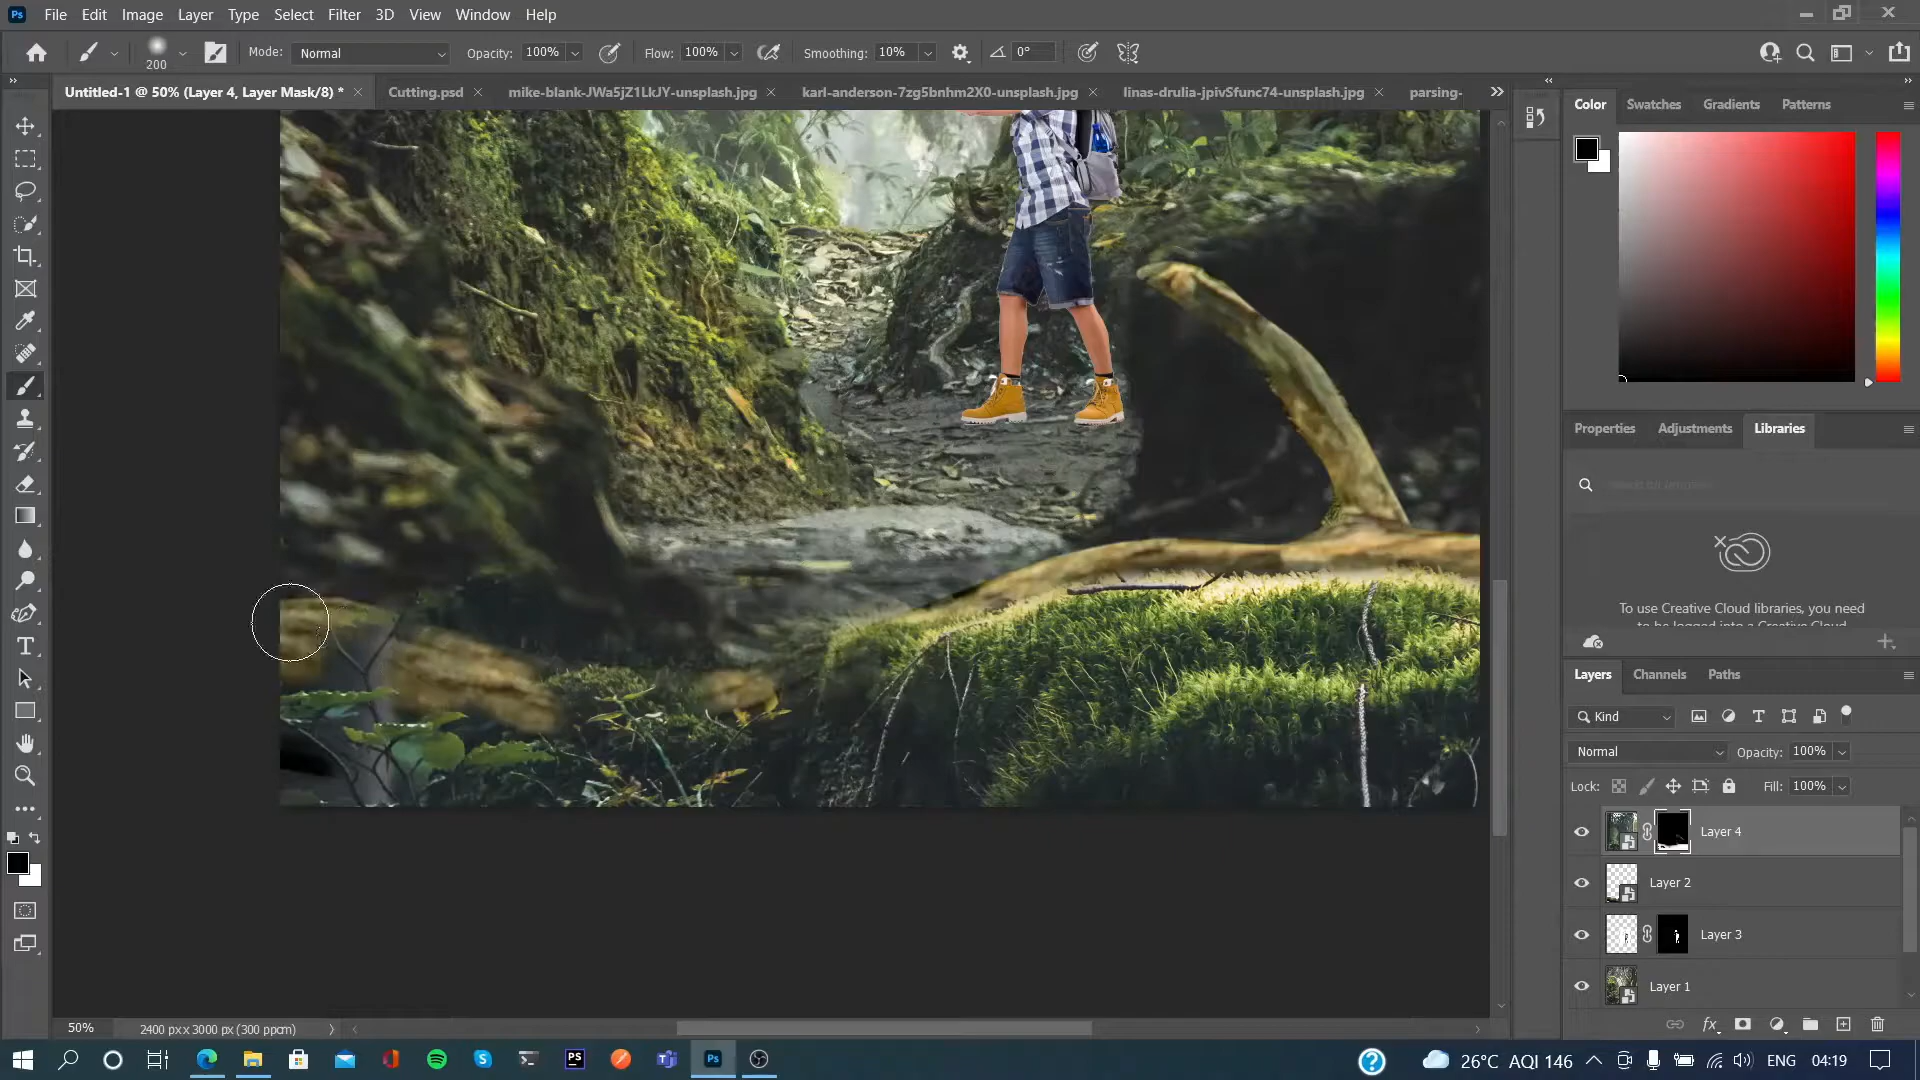 Ps File Edit Image Layer Type Select Filter 3D View Window Help
200 Mode: Normal Opacity: 100% Flow: 100% Smoothing: 10% 0°
Untitled-1 @ 50% (Layer 4, Layer Mask/8) * Cutting.psd mike-blank-JWa5jZ1LkJY-unsplash.jpg karl-anderson-7zg5bnhm2X0-unsplash.jpg linas-drulia-jpivSfunc74-unsplash.jpg parsing-
Color Swatches Gradients Patterns
Properties Adjustments Libraries
To use Creative Cloud libraries, you need
to be logged into a Creative Cloud
Layers Channels Paths
Kind
Normal Opacity: 100%
Lock: Fill: 100%
Layer 4
Layer 2
Layer 3
Layer 1
fx
50% 2400 px x 3000 px (300 ppcm)
PS Ps 26°C AQI 146 ENG 04:19